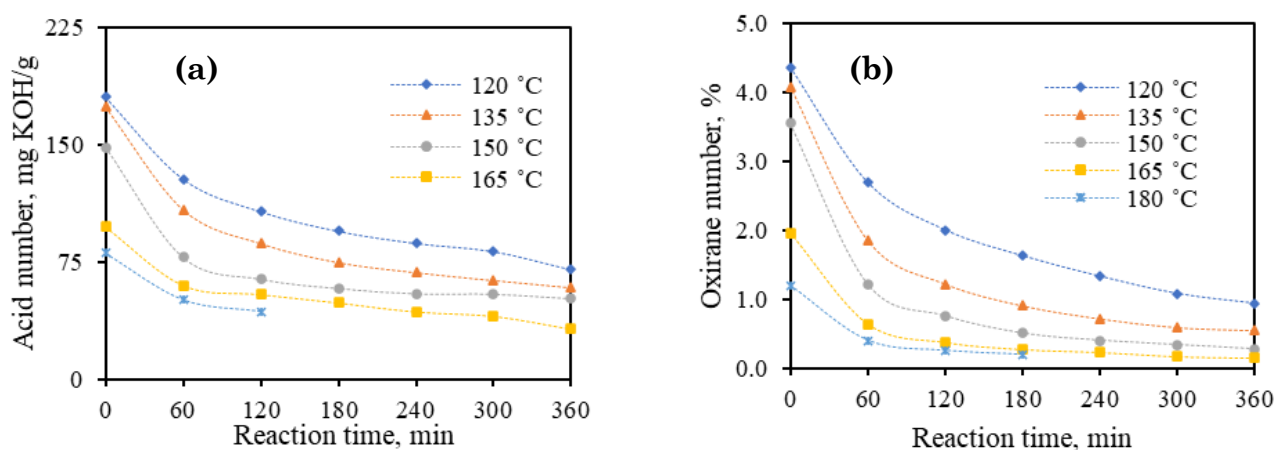 Acid number, mg KOH/g
225
150
75
0
(a)
120 ˚C
135 ˚C
150 ˚C
165 ˚C
0 60 120 180 240 300 360
Reaction time, min
Oxirane number, %
5.0
4.0
3.0
2.0
1.0
0.0
(b)
120 ˚C
135 ˚C
150 ˚C
165 ˚C
180 ˚C
0 60 120 180 240 300 360
Reaction time, min